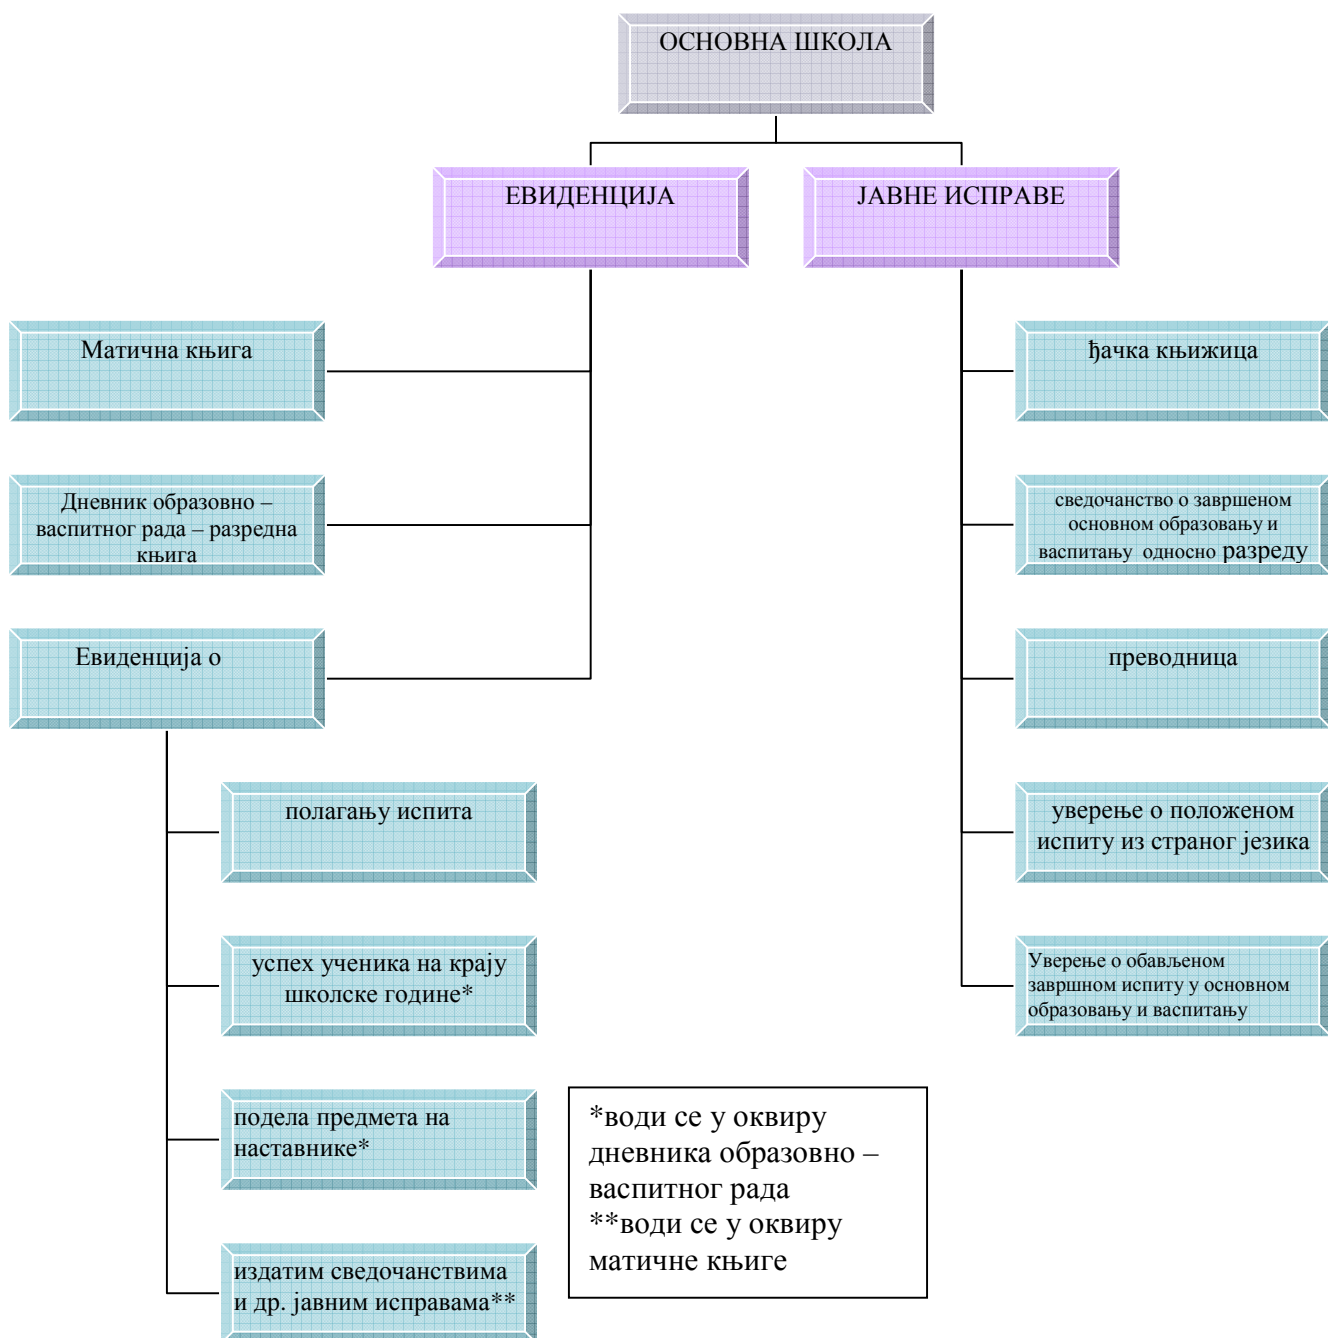 ОСНОВНА ШКОЛА
ЕВИДЕНЦИЈА
ЈАВНЕ ИСПРАВЕ
Матична књига
ђачка књижица
Дневник образовно –
васпитног рада – разредна
књига
сведочанство о завршеном
основном образовању и
васпитању односно разреду
Евиденција о
преводница
полагању испита
уверење о положеном
испиту из страног језика
успех ученика на крају
школске године*
Уверење о обављеном
завршном испиту у основном
образовању и васпитању
подела предмета на
наставнике*
*води се у оквиру
дневника образовно –
васпитног рада
**води се у оквиру
матичне књиге
издатим сведочанствима
и др. јавним исправама**